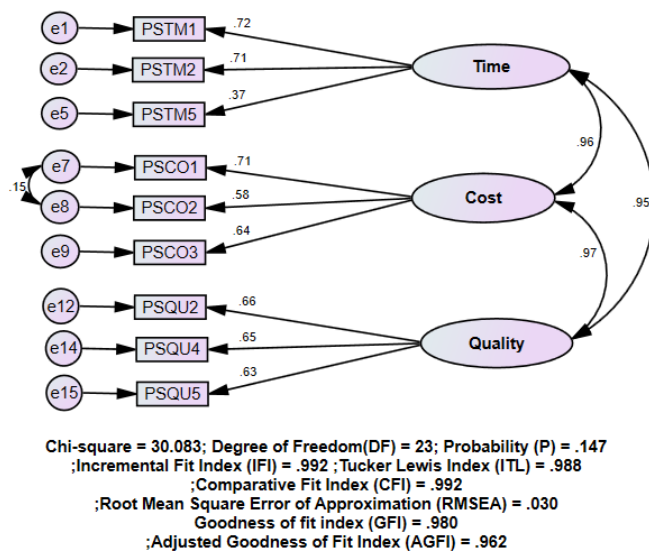 e1 PSTM1 .72
e2 PSTM2 .71 Time
e5 PSTM5 .37
.96
e7 PSCO1 .71
.15
e8 PSCO2 .58 Cost .95
e9 PSCO3 .64
.97
e12 PSQU2 .66
e14 PSQU4 .65 Quality
e15 PSQU5 .63
Chi-square = 30.083; Degree of Freedom(DF) = 23; Probability (P) = .147
;Incremental Fit Index (IFI) = .992 ;Tucker Lewis Index (ITL) = .988
;Comparative Fit Index (CFI) = .992
;Root Mean Square Error of Approximation (RMSEA) = .030
Goodness of fit index (GFI) = .980
;Adjusted Goodness of Fit Index (AGFI) = .962